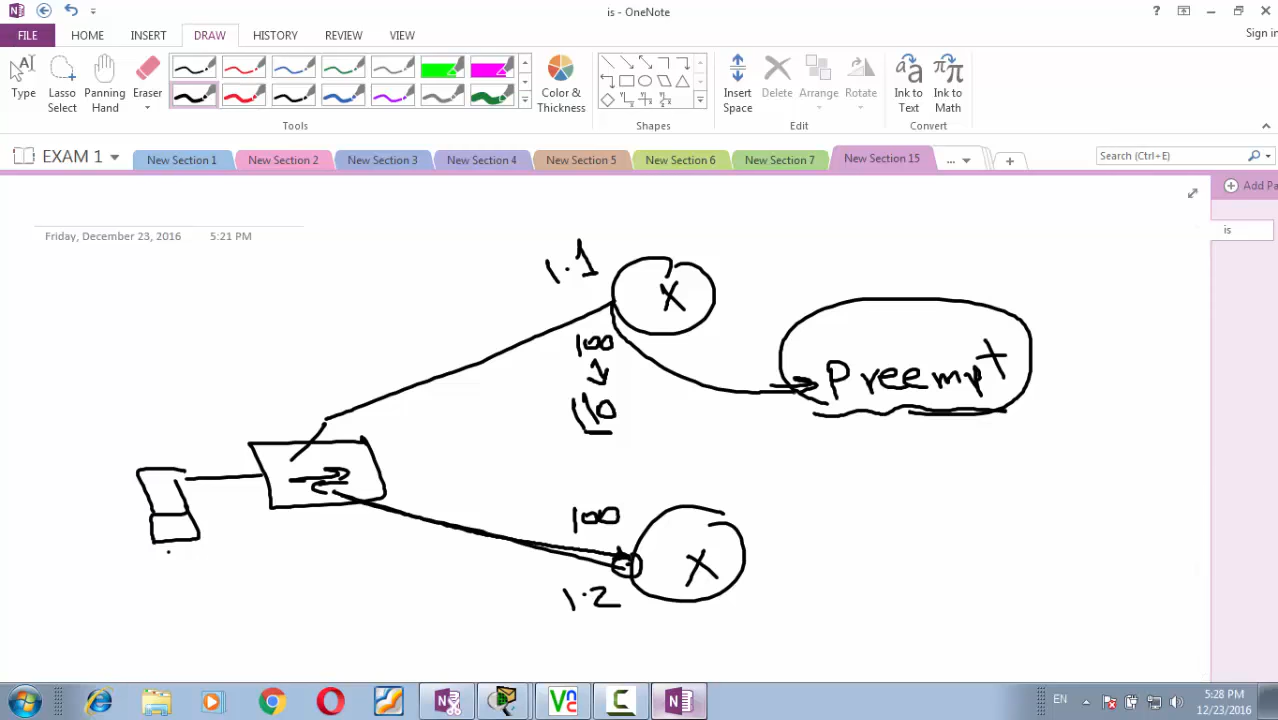 is - OneNote
FILE HOME INSERT DRAW HISTORY REVIEW VIEW Sign in
Type Lasso Select Panning Hand Eraser Color & Thickness Insert Space Delete Arrange Rotate Ink to Text Ink to Math
Tools Shapes Edit Convert
EXAM 1 New Section 1 New Section 2 New Section 3 New Section 4 New Section 5 New Section 6 New Section 7 New Section 15 ... Search (Ctrl+E)
Add Pa
is
Friday, December 23, 2016 5:21 PM
1.1
X
100
110
Preempt
100
X
1.2
EN 5:28 PM
12/23/2016